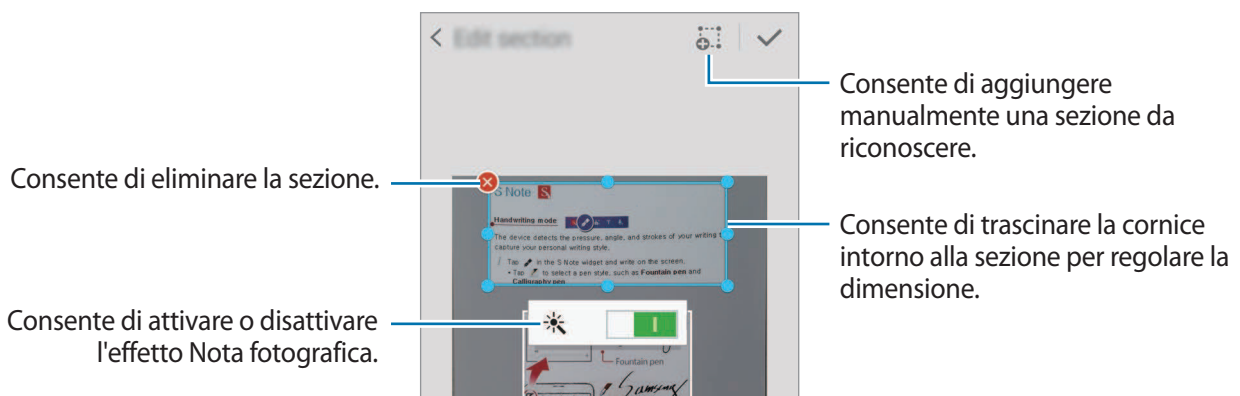 Edit section
Consente di aggiungere
manualmente una sezione da
riconoscere.
Consente di eliminare la sezione.
S Note S
Handwriting mode:
The device detects the pressure, angle, and strokes of your writing
capture your personal writing style.
Tap in the S Note widget and write on the screen.
• Tap to select a pen style, such as Fountain pen and
Calligraphy pen
Consente di trascinare la cornice
intorno alla sezione per regolare la
dimensione.
Consente di attivare o disattivare
l'effetto Nota fotografica.
Fountain pen
Samsung